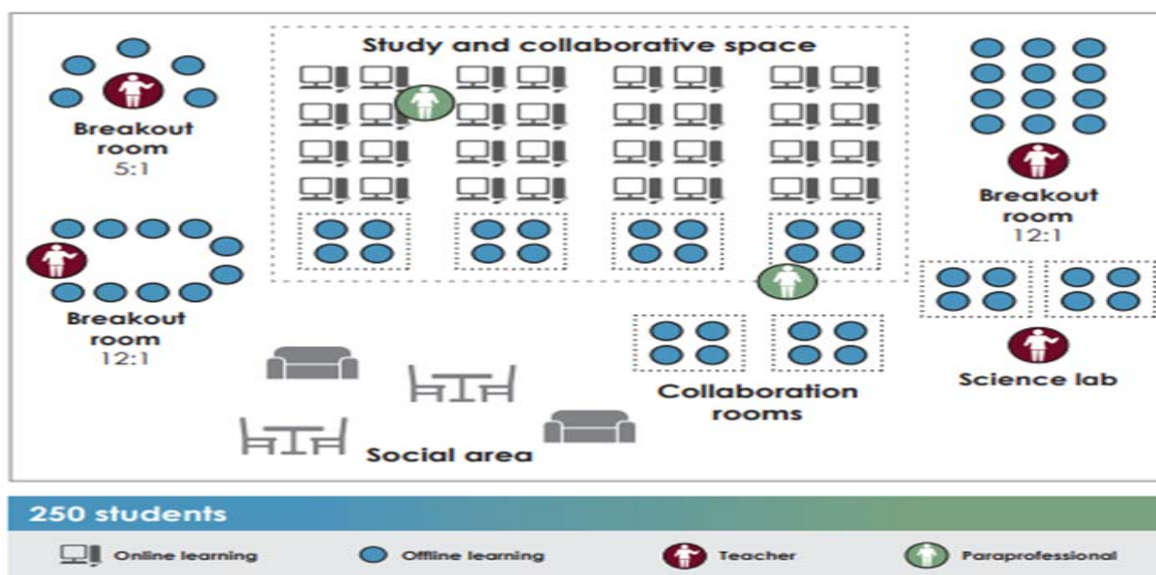 Study and collaborative space
Breakout
room
5:1
Breakout
room
12:1
Breakout
room
12:1
Science lab
Collaboration
rooms
Social area
250 students
Online learning
Offline learning
Teacher
Paraprofessional